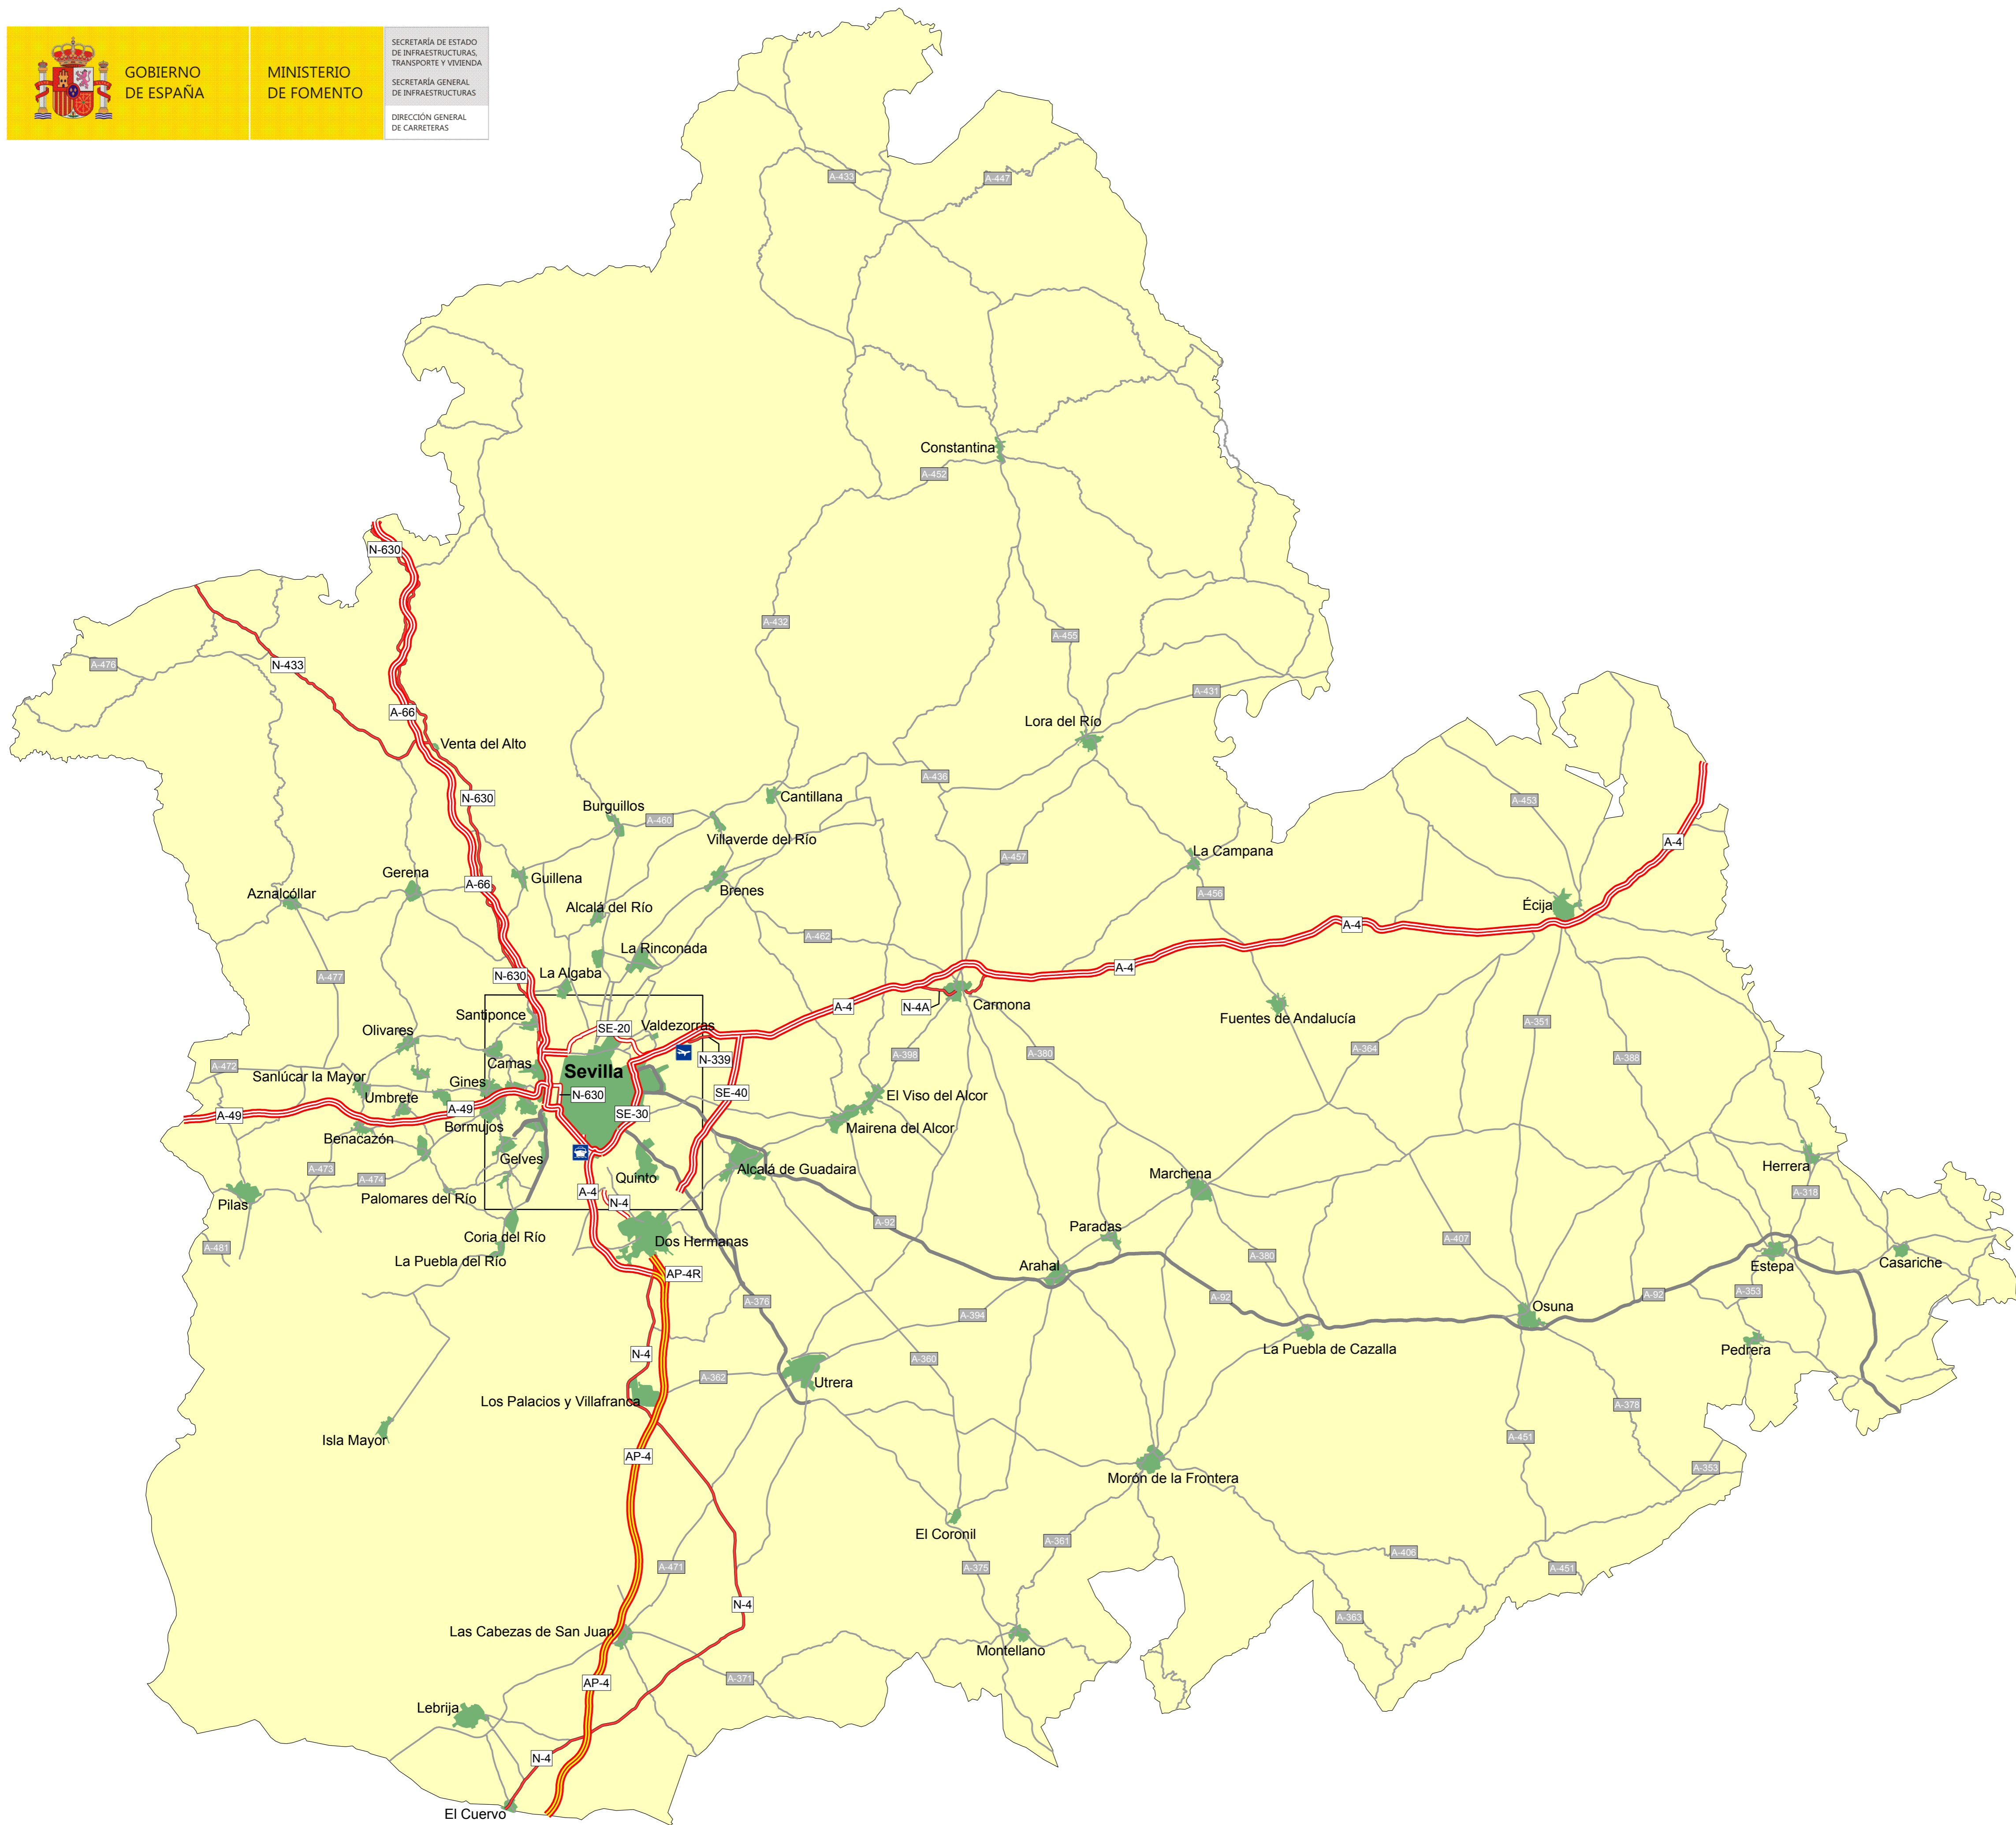 GOBIERNO
DE ESPAÑA
MINISTERIO
DE FOMENTO
SECRETARÍA DE ESTADO
DE INFRAESTRUCTURAS,
TRANSPORTE Y VIVIENDA
SECRETARÍA GENERAL
DE INFRAESTRUCTURAS
DIRECCIÓN GENERAL
DE CARRETERAS
A-433
A-447
Constantina
A-452
N-630
A-432
A-455
A-476
N-433
A-431
A-66
Lora del Río
Venta del Alto
A-436
N-630
Cantillana
A-453
Burguillos
A-460
Villaverde del Río
A-4
La Campana
A-457
Gerena
A-66
Guillena
Brenes
Aznalcóllar
A-456
Écija
Alcalá del Río
A-4
A-462
La Rinconada
A-4
La Algaba
N-630
A-477
A-4
N-4A
Carmona
Santiponce
Fuentes de Andalucía
A-351
SE-20
Valdezorras
Olivares
A-364
A-398
A-380
A-388
N-339
Camas
A-472
Sevilla
Sanlúcar la Mayor
Gines
SE-40
N-630
El Viso del Alcor
Umbrete
A-49
A-49
SE-30
Bormujos
Mairena del Alcor
Benacazón
Gelves
A-473
A-474
Quinto
Alcalá de Guadaira
Marchena
Herrera
A-4
A-318
Palomares del Río
N-4
Pilas
A-92
Paradas
Coria del Río
Dos Hermanas
A-407
A-481
La Puebla del Río
A-380
Arahal
Estepa
Casariche
AP-4R
A-353
A-92
A-92
A-376
Osuna
A-394
N-4
A-360
La Puebla de Cazalla
Pedrera
A-362
Utrera
Los Palacios y Villafranca
A-378
Isla Mayor
A-451
AP-4
A-353
Morón de la Frontera
El Coronil
A-361
A-406
A-471
A-375
A-451
N-4
A-363
Las Cabezas de San Juan
Montellano
A-371
AP-4
Lebrija
N-4
El Cuervo